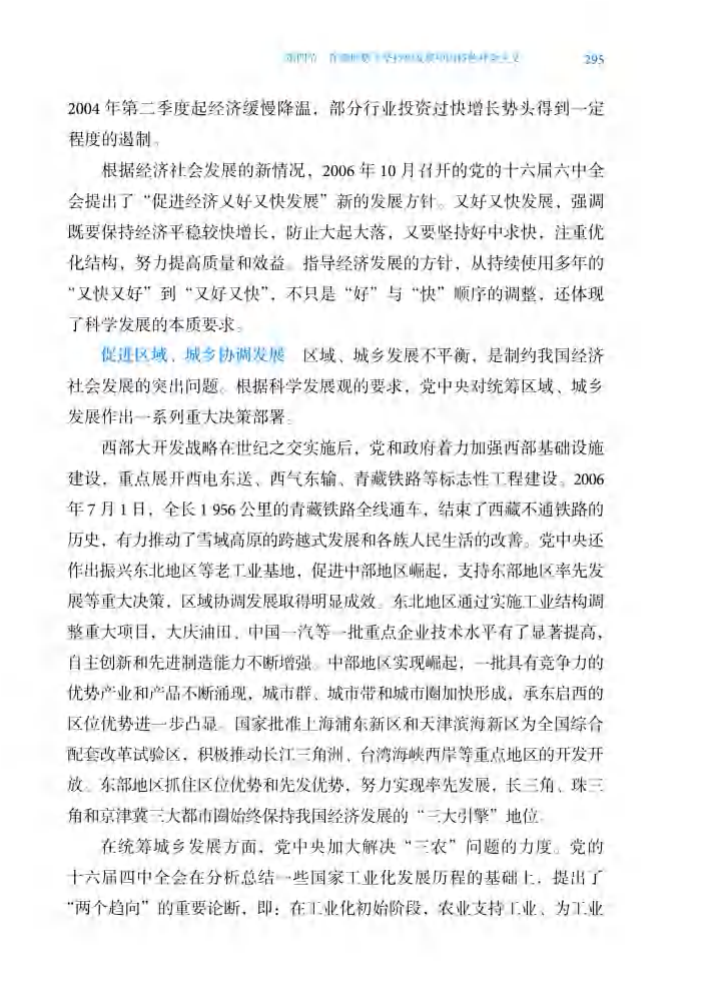 295
2004 年第二季度起经济缓慢降温，部分行业投资过快增长势头得到一定
程度的遏制。
根据经济社会发展的新情况，2006 年 10 月召开的党的十六届六中全
会提出了“促进经济又好又快发展”新的发展方针。又好又快发展，强调
既要保持经济平稳较快增长，防止大起大落，又要坚持好中求快，注重优
化结构，努力提高质量和效益。指导经济发展的方针，从持续使用多年的
“又快又好”到“又好又快”，不只是“好”与“快”顺序的调整，还体现
了科学发展的本质要求。
促进区域、城乡协调发展　区域、城乡发展不平衡，是制约我国经济
社会发展的突出问题。根据科学发展观的要求，党中央对统筹区域、城乡
发展作出一系列重大决策部署。
西部大开发战略在世纪之交实施后，党和政府着力加强西部基础设施
建设，重点展开西电东送、西气东输、青藏铁路等标志性工程建设。2006
年 7 月 1 日，全长 1 956 公里的青藏铁路全线通车，结束了西藏不通铁路的
历史，有力推动了雪域高原的跨越式发展和各族人民生活的改善。党中央还
作出振兴东北地区等老工业基地，促进中部地区崛起，支持东部地区率先发
展等重大决策，区域协调发展取得明显成效。东北地区通过实施工业结构调
整重大项目，大庆油田、中国一汽等一批重点企业技术水平有了显著提高，
自主创新和先进制造能力不断增强。中部地区实现崛起，一批具有竞争力的
优势产业和产品不断涌现，城市群、城市带和城市圈加快形成，承东启西的
区位优势进一步凸显。国家批准上海浦东新区和天津滨海新区为全国综合
配套改革试验区，积极推动长江三角洲、台湾海峡西岸等重点地区的开发开
放。东部地区抓住区位优势和先发优势，努力实现率先发展，长三角、珠三
角和京津冀三大都市圈始终保持我国经济发展的“三大引擎”地位。
在统筹城乡发展方面，党中央加大解决“三农”问题的力度。党的
十六届四中全会在分析总结一些国家工业化发展历程的基础上，提出了
“两个趋向”的重要论断，即：在工业化初始阶段，农业支持工业、为工业